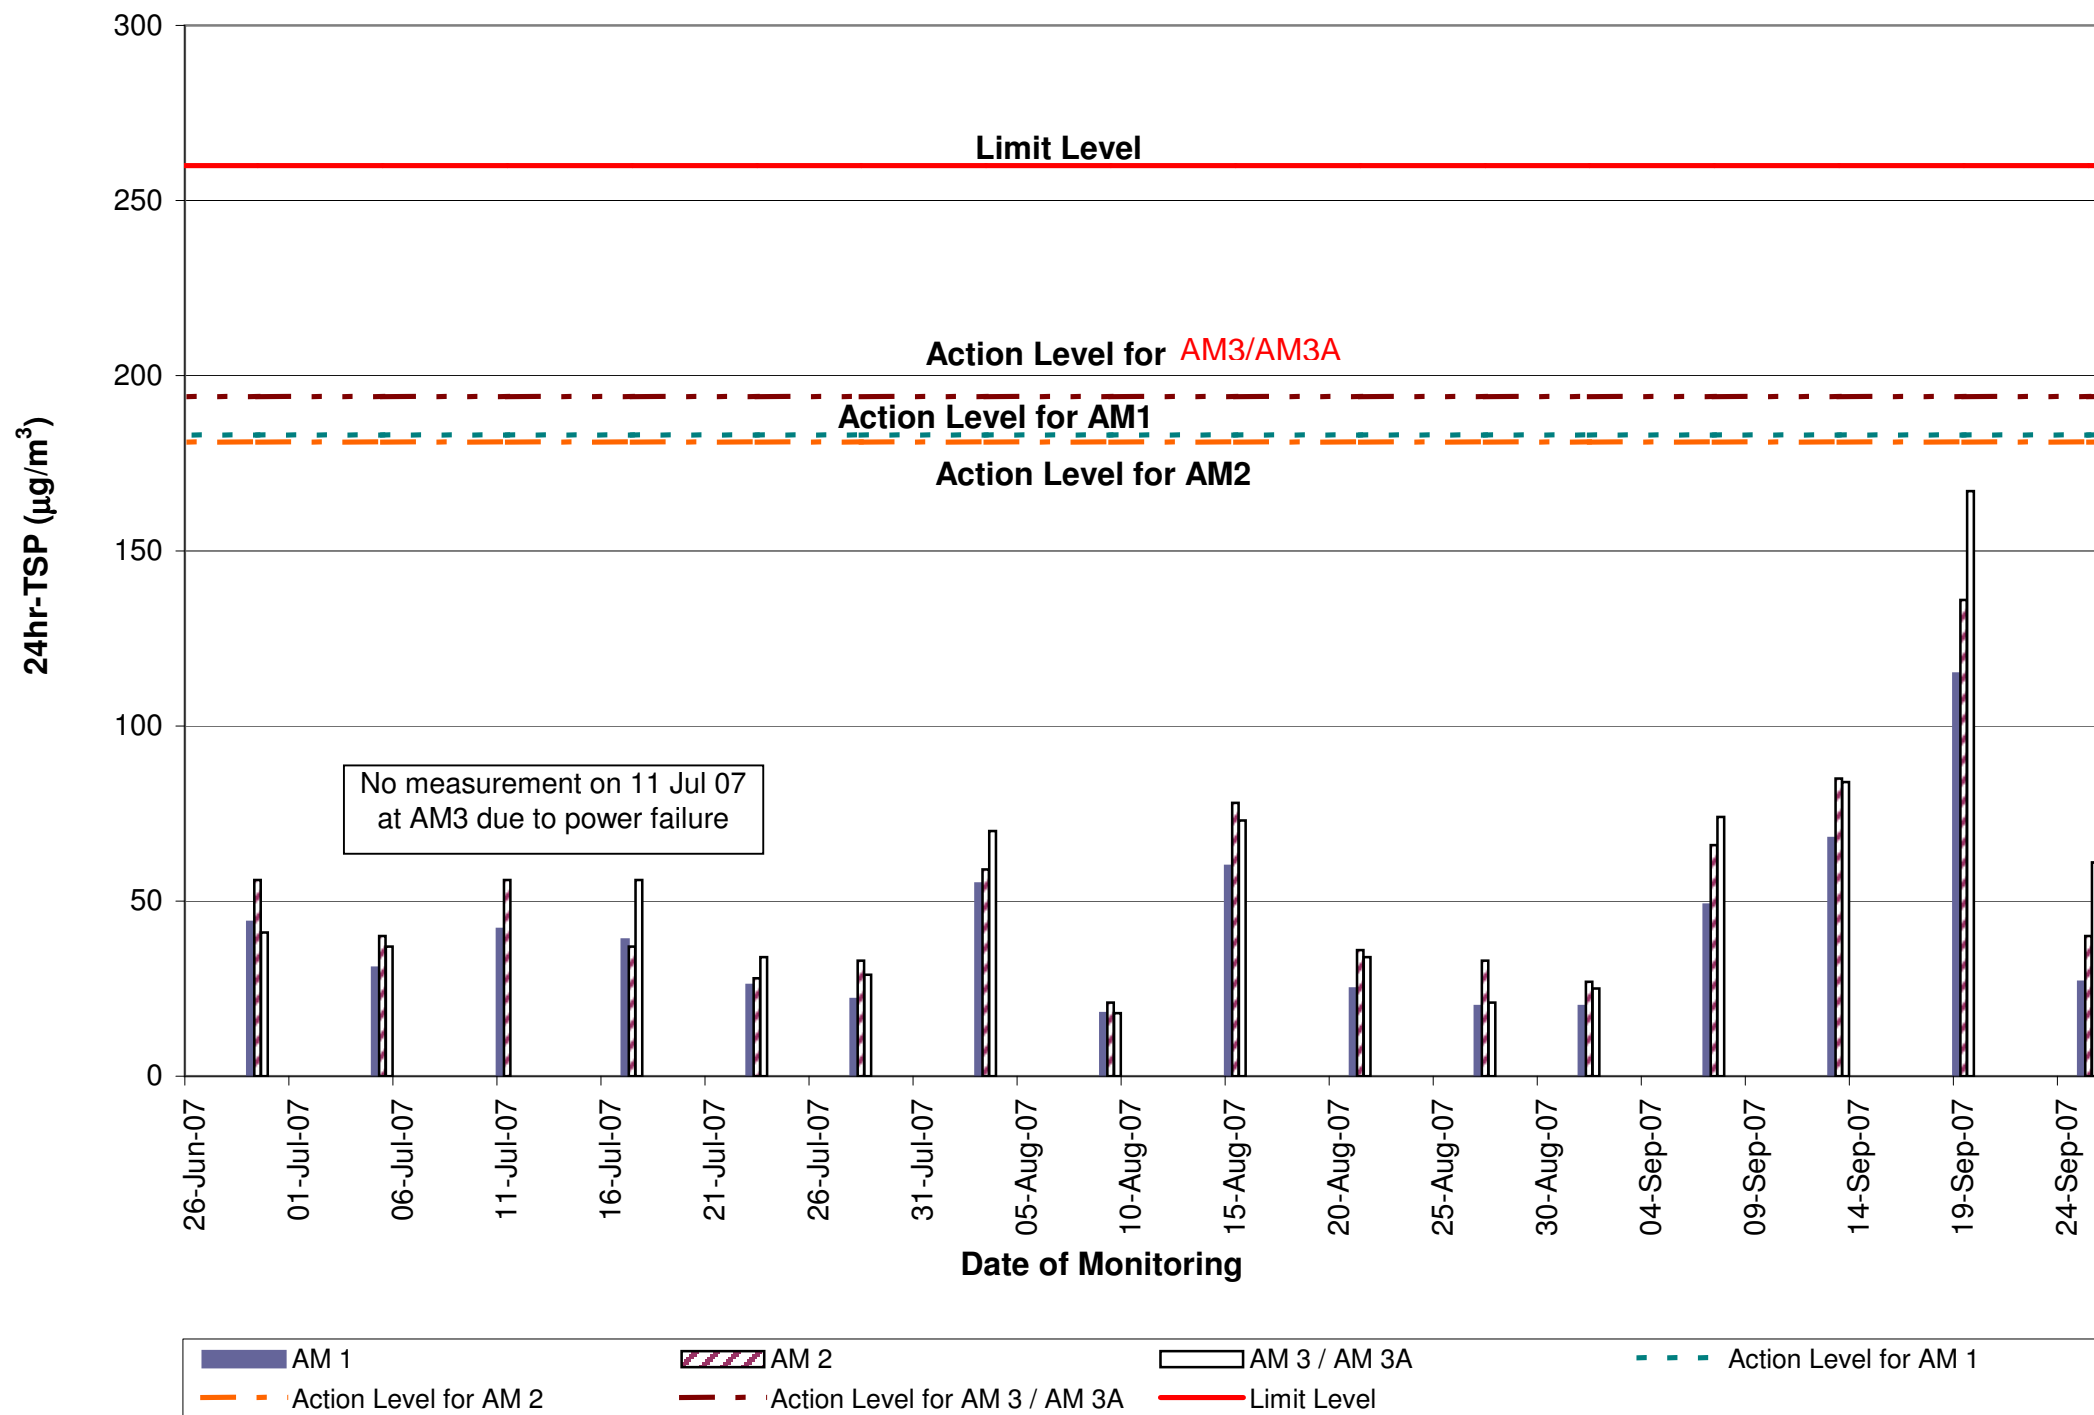 300
Limit Level
250
Action Level for AM3/AM3A
200
Action Level for AM1
Action Level for AM2
24hr-TSP (µg/m³)
150
100
No measurement on 11 Jul 07
at AM3 due to power failure
50
0
26-Jun-07
01-Jul-07
06-Jul-07
11-Jul-07
16-Jul-07
21-Jul-07
26-Jul-07
31-Jul-07
05-Aug-07
10-Aug-07
15-Aug-07
20-Aug-07
25-Aug-07
30-Aug-07
04-Sep-07
09-Sep-07
14-Sep-07
19-Sep-07
24-Sep-07
Date of Monitoring
AM 1
AM 2
AM 3 / AM 3A
Action Level for AM 1
Action Level for AM 2
Action Level for AM 3 / AM 3A
Limit Level